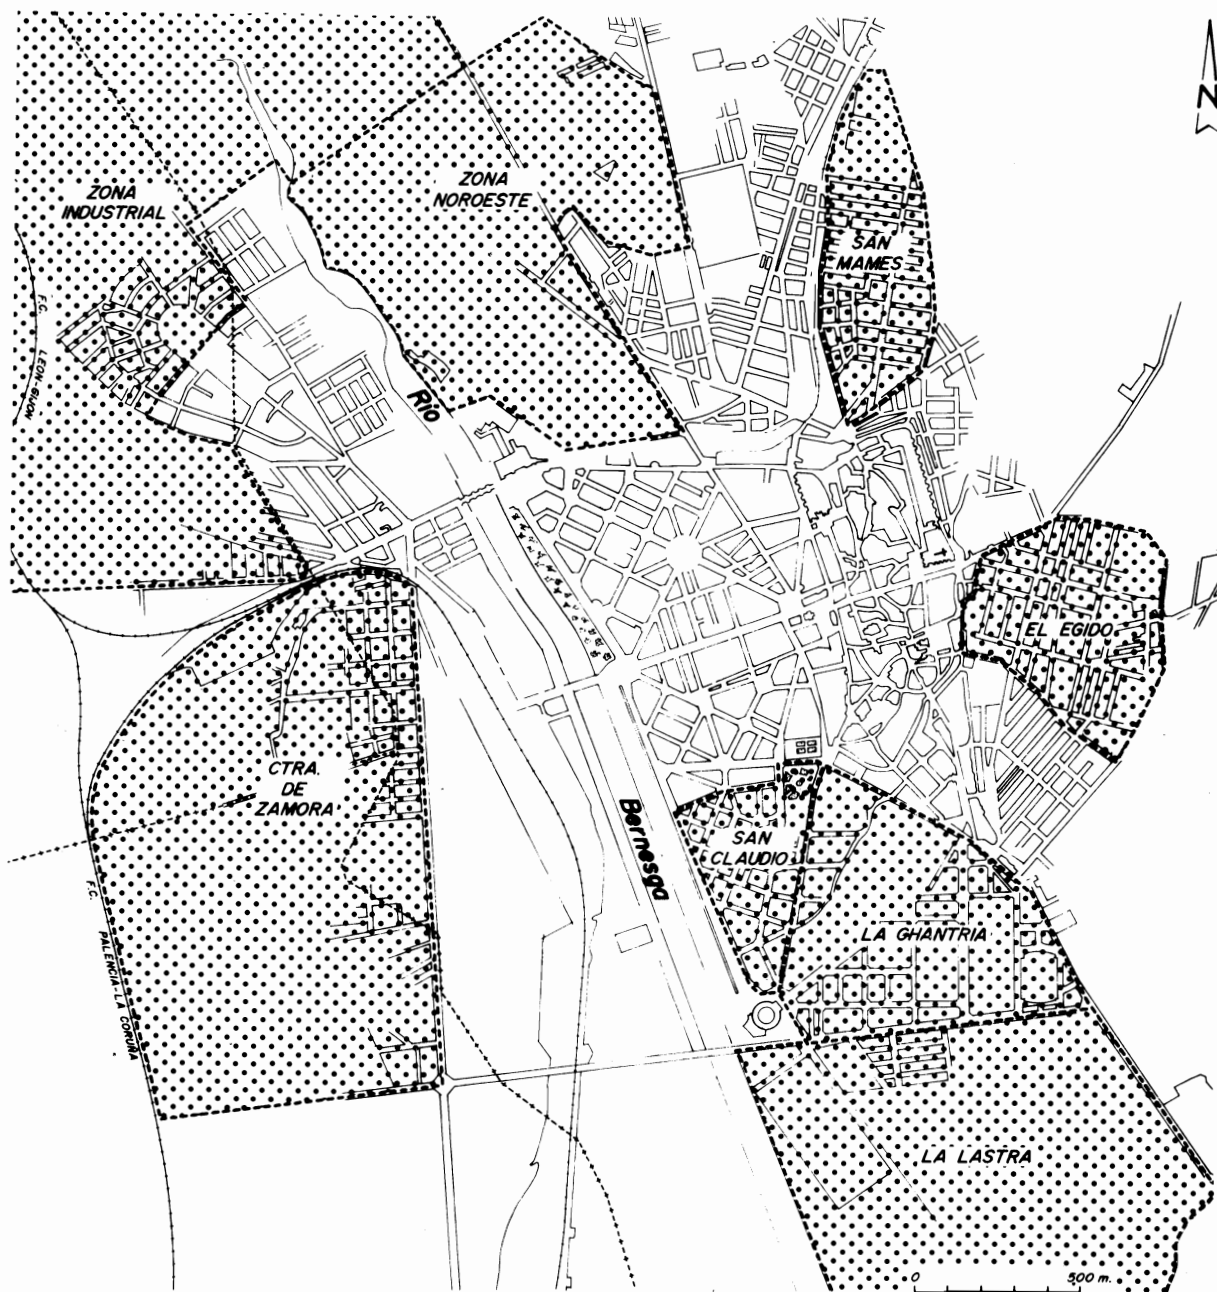 N
ZONA
INDUSTRIAL
ZONA
NOROESTE
SAN
MAMES
F.C.
LEON-GIJON
Rio
EL EGIDO
CTRA.
DE
ZAMORA
Bernesga
SAN
CLAUDIO
LA GHANTRIA
F.C.
PALENCIA-LA CORUÑA
LA LASTRA
0 500 m.